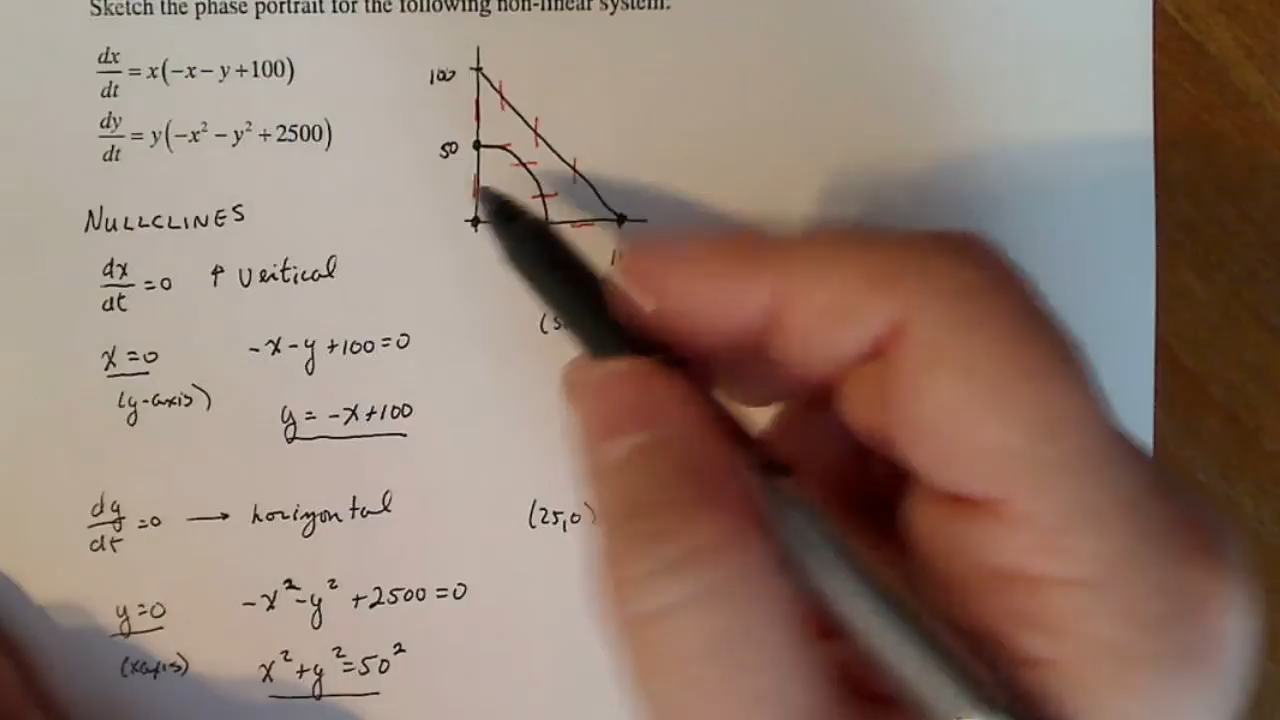 Sketch the phase portrait for the following non-linear system.
dx/dt = x(-x - y + 100)
dy/dt = y(-x² - y² + 2500)
100
50
NULLCLINES
dx/dt = 0 ↑ Vertical
x = 0 -x - y + 100 = 0
(y-axis)
y = -x + 100
dy/dt = 0 → horizontal
(25,0)
y = 0 -x² - y² + 2500 = 0
(x axis) x² + y² = 50²